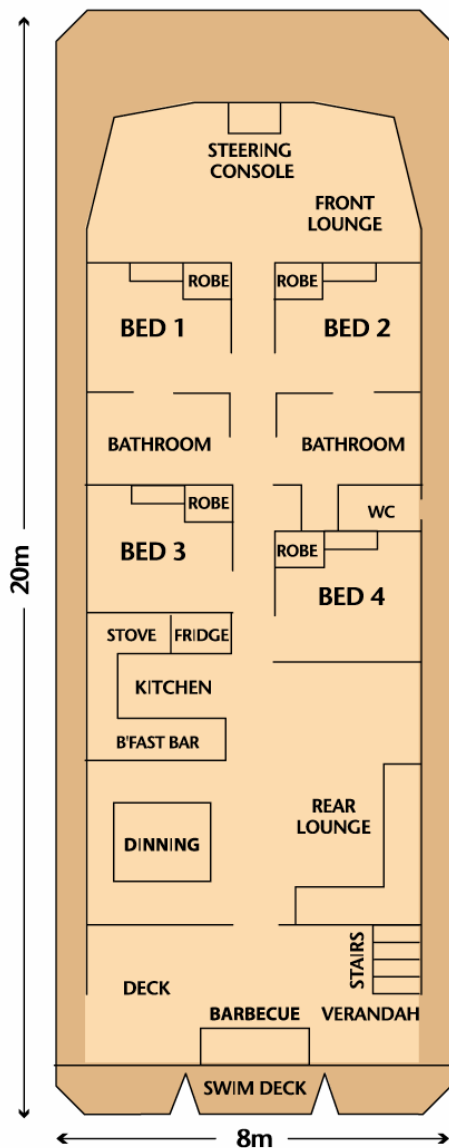 STEERING
CONSOLE
FRONT
LOUNGE
ROBE
ROBE
BED 1
BED 2
BATHROOM
BATHROOM
ROBE
WC
BED 3
ROBE
BED 4
20m
STOVE
FRIDGE
KITCHEN
B'FAST BAR
REAR
LOUNGE
DINNING
STAIRS
DECK
BARBECUE
VERANDAH
SWIM DECK
8m